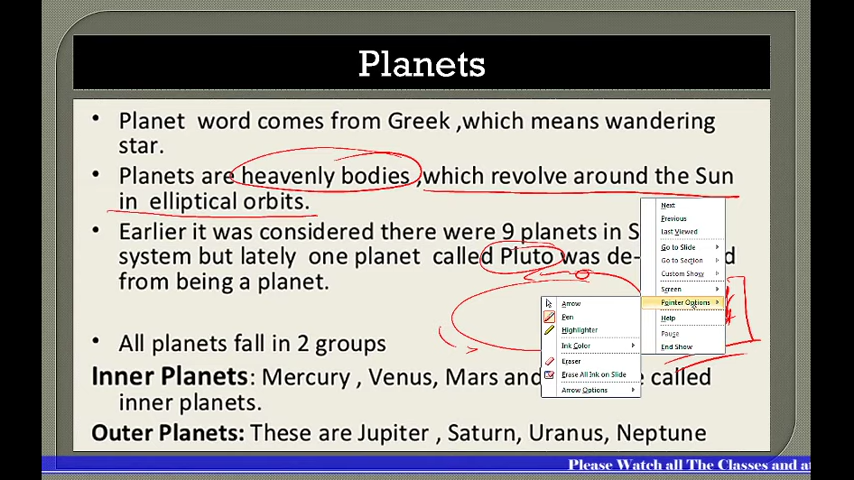 Planets
• Planet word comes from Greek ,which means wandering
star.
• Planets are heavenly bodies ,which revolve around the Sun
in elliptical orbits.
• Earlier it was considered there were 9 planets in S
system but lately one planet called Pluto was de- d
from being a planet.
• All planets fall in 2 groups
Inner Planets: Mercury , Venus, Mars and e called
inner planets.
Outer Planets: These are Jupiter , Saturn, Uranus, Neptune
Next
Previous
Last Viewed
Go to Slide
Go to Section
Custom Show
Screen
Pointer Options
Help
Pause
End Show
Arrow
Pen
Highlighter
Ink Color
Eraser
Erase All Ink on Slide
Arrow Options
Please Watch all The Classes and at